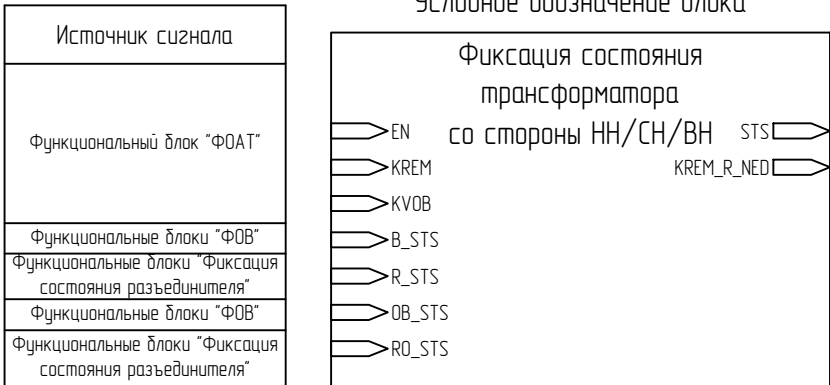 Условное обозначение блока
Источник сигнала
Функциональный блок "ФОАТ"
Функциональные блоки "ФОВ"
Функциональные блоки "Фиксация
состояния разъединителя"
Функциональные блоки "ФОВ"
Функциональные блоки "Фиксация
состояния разъединителя"
Фиксация состояния
трансформатора
со стороны НН/СН/ВН
EN
STS
KREM
KREM_R_NED
KVOB
B_STS
R_STS
OB_STS
RO_STS